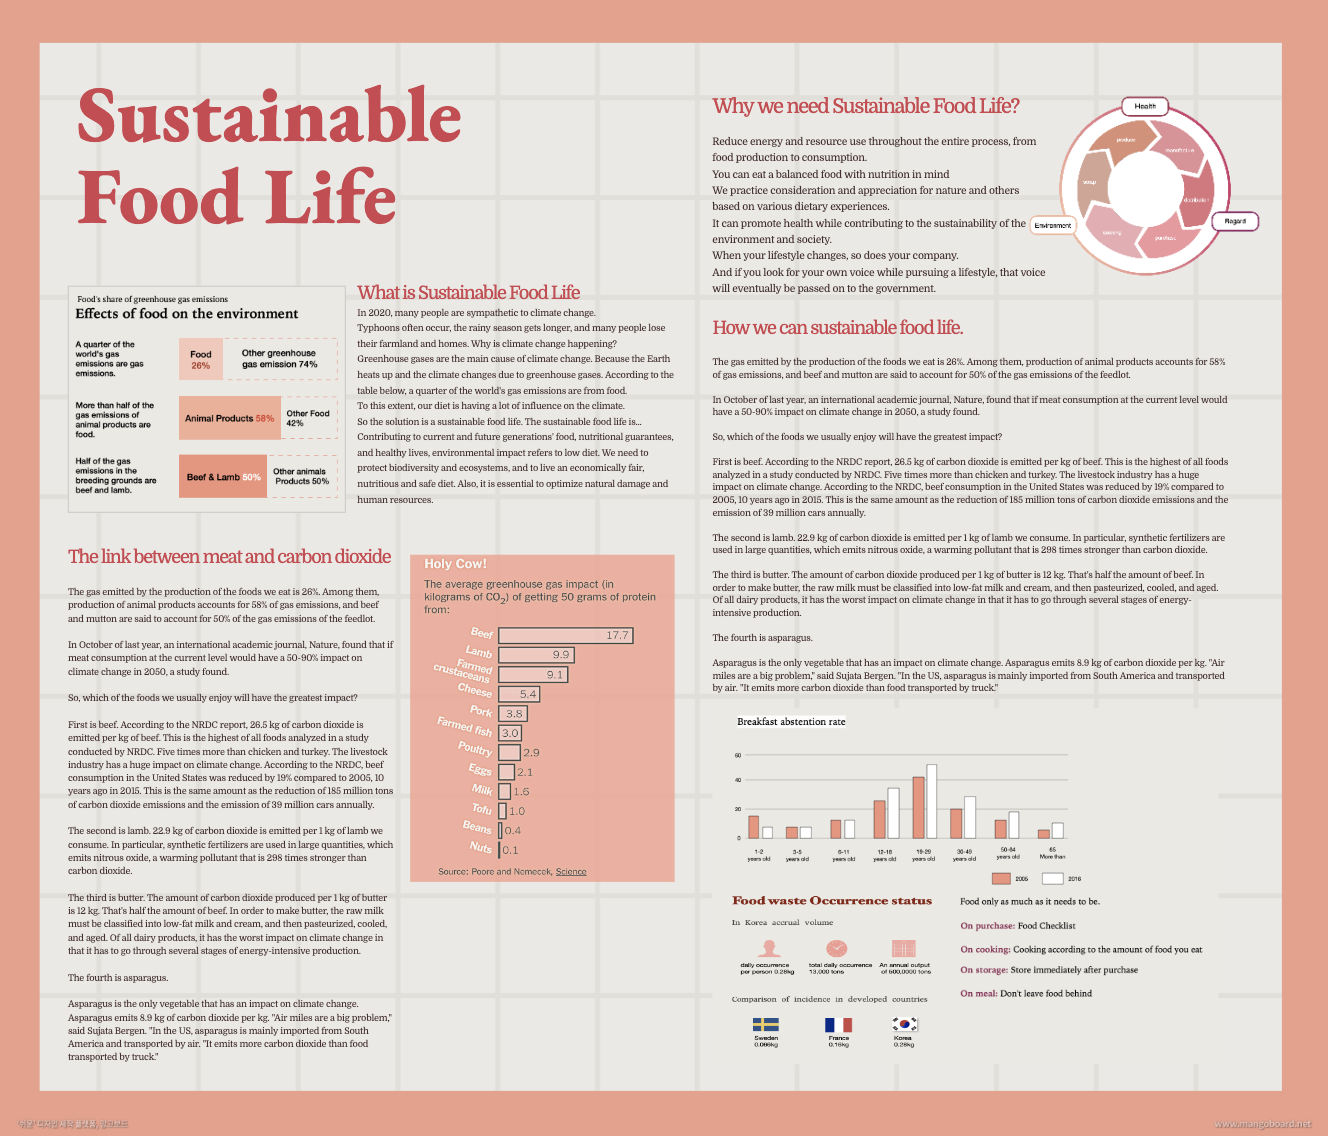 Sustainable
Food Life
Food's share of greenhouse gas emissions
Effects of food on the environment
A quarter of the
world's gas
emissions are gas
emissions.
Food
26%
Other greenhouse
gas emission 74%
More than half of the
gas emissions of
animal products are
food.
Animal Products 58%
Other Food
42%
Half of the gas
emissions in the
breeding grounds are
beef and lamb.
Beef & Lamb 50%
Other animals
Products 50%
What is Sustainable Food Life
In 2020, many people are sympathetic to climate change.
Typhoons often occur, the rainy season gets longer, and many people lose
their farmland and homes. Why is climate change happening?
Greenhouse gases are the main cause of climate change. Because the Earth
heats up and the climate changes due to greenhouse gases. According to the
table below, a quarter of the world's gas emissions are from food.
To this extent, our diet is having a lot of influence on the climate.
So the solution is a sustainable food life. The sustainable food life is...
Contributing to current and future generations' food, nutritional guarantees,
and healthy lives, environmental impact refers to low diet. We need to
protect biodiversity and ecosystems, and to live an economically fair,
nutritious and safe diet. Also, it is essential to optimize natural damage and
human resources.
The link between meat and carbon dioxide
The gas emitted by the production of the foods we eat is 26%. Among them,
production of animal products accounts for 58% of gas emissions, and beef
and mutton are said to account for 50% of the gas emissions of the feedlot.
In October of last year, an international academic journal, Nature, found that if
meat consumption at the current level would have a 50-90% impact on
climate change in 2050, a study found.
So, which of the foods we usually enjoy will have the greatest impact?
First is beef. According to the NRDC report, 26.5 kg of carbon dioxide is
emitted per kg of beef. This is the highest of all foods analyzed in a study
conducted by NRDC. Five times more than chicken and turkey. The livestock
industry has a huge impact on climate change. According to the NRDC, beef
consumption in the United States was reduced by 19% compared to 2005, 10
years ago in 2015. This is the same amount as the reduction of 185 million tons
of carbon dioxide emissions and the emission of 39 million cars annually.
The second is lamb. 22.9 kg of carbon dioxide is emitted per 1 kg of lamb we
consume. In particular, synthetic fertilizers are used in large quantities, which
emits nitrous oxide, a warming pollutant that is 298 times stronger than
carbon dioxide.
The third is butter. The amount of carbon dioxide produced per 1 kg of butter
is 12 kg. That's half the amount of beef. In order to make butter, the raw milk
must be classified into low-fat milk and cream, and then pasteurized, cooled,
and aged. Of all dairy products, it has the worst impact on climate change in
that it has to go through several stages of energy-intensive production.
The fourth is asparagus.
Asparagus is the only vegetable that has an impact on climate change.
Asparagus emits 8.9 kg of carbon dioxide per kg. "Air miles are a big problem,"
said Sujata Bergen. "In the US, asparagus is mainly imported from South
America and transported by air. "It emits more carbon dioxide than food
transported by truck."
Holy Cow!
The average greenhouse gas impact (in
kilograms of CO2) of getting 50 grams of protein
from:
Beef 17.7
Lamb 9.9
Farmed
crustaceans 9.1
Cheese 5.4
Pork 3.8
Farmed fish 3.0
Poultry 2.9
Eggs 2.1
Milk 1.6
Tofu 1.0
Beans 0.4
Nuts 0.1
Source: Poore and Nemecek, Science
Why we need Sustainable Food Life?
Reduce energy and resource use throughout the entire process, from
food production to consumption.
You can eat a balanced food with nutrition in mind
We practice consideration and appreciation for nature and others
based on various dietary experiences.
It can promote health while contributing to the sustainability of the
environment and society.
When your lifestyle changes, so does your company.
And if you look for your own voice while pursuing a lifestyle, that voice
will eventually be passed on to the government.
Health
produce
distribution
purchase
Environment
Regard
How we can sustainable food life.
The gas emitted by the production of the foods we eat is 26%. Among them, production of animal products accounts for 58%
of gas emissions, and beef and mutton are said to account for 50% of the gas emissions of the feedlot.
In October of last year, an international academic journal, Nature, found that if meat consumption at the current level would
have a 50-90% impact on climate change in 2050, a study found.
So, which of the foods we usually enjoy will have the greatest impact?
First is beef. According to the NRDC report, 26.5 kg of carbon dioxide is emitted per kg of beef. This is the highest of all foods
analyzed in a study conducted by NRDC. Five times more than chicken and turkey. The livestock industry has a huge
impact on climate change. According to the NRDC, beef consumption in the United States was reduced by 19% compared to
2005, 10 years ago in 2015. This is the same amount as the reduction of 185 million tons of carbon dioxide emissions and the
emission of 39 million cars annually.
The second is lamb. 22.9 kg of carbon dioxide is emitted per 1 kg of lamb we consume. In particular, synthetic fertilizers are
used in large quantities, which emits nitrous oxide, a warming pollutant that is 298 times stronger than carbon dioxide.
The third is butter. The amount of carbon dioxide produced per 1 kg of butter is 12 kg. That's half the amount of beef. In
order to make butter, the raw milk must be classified into low-fat milk and cream, and then pasteurized, cooled, and aged.
Of all dairy products, it has the worst impact on climate change in that it has to go through several stages of energy-
intensive production.
The fourth is asparagus.
Asparagus is the only vegetable that has an impact on climate change. Asparagus emits 8.9 kg of carbon dioxide per kg. "Air
miles are a big problem," said Sujata Bergen. "In the US, asparagus is mainly imported from South America and transported
by air. "It emits more carbon dioxide than food transported by truck."
Breakfast abstention rate
60
40
20
0
1-2
years old
3-5
years old
6-11
years old
12-18
years old
19-29
years old
30-49
years old
50-64
years old
65
More than
2005
2016
Food waste Occurrence status
In Korea accrual volume
daily occurrence
per person 0.28kg
total daily occurrence
13,000 tons
An annual output
of 500,0000 tons
Comparison of incidence in developed countries
Sweden
0.086kg
France
0.16kg
Korea
0.28kg
Food only as much as it needs to be.
On purchase: Food Checklist
On cooking: Cooking according to the amount of food you eat
On storage: Store immediately after purchase
On meal: Don't leave food behind
www.mangoboard.net